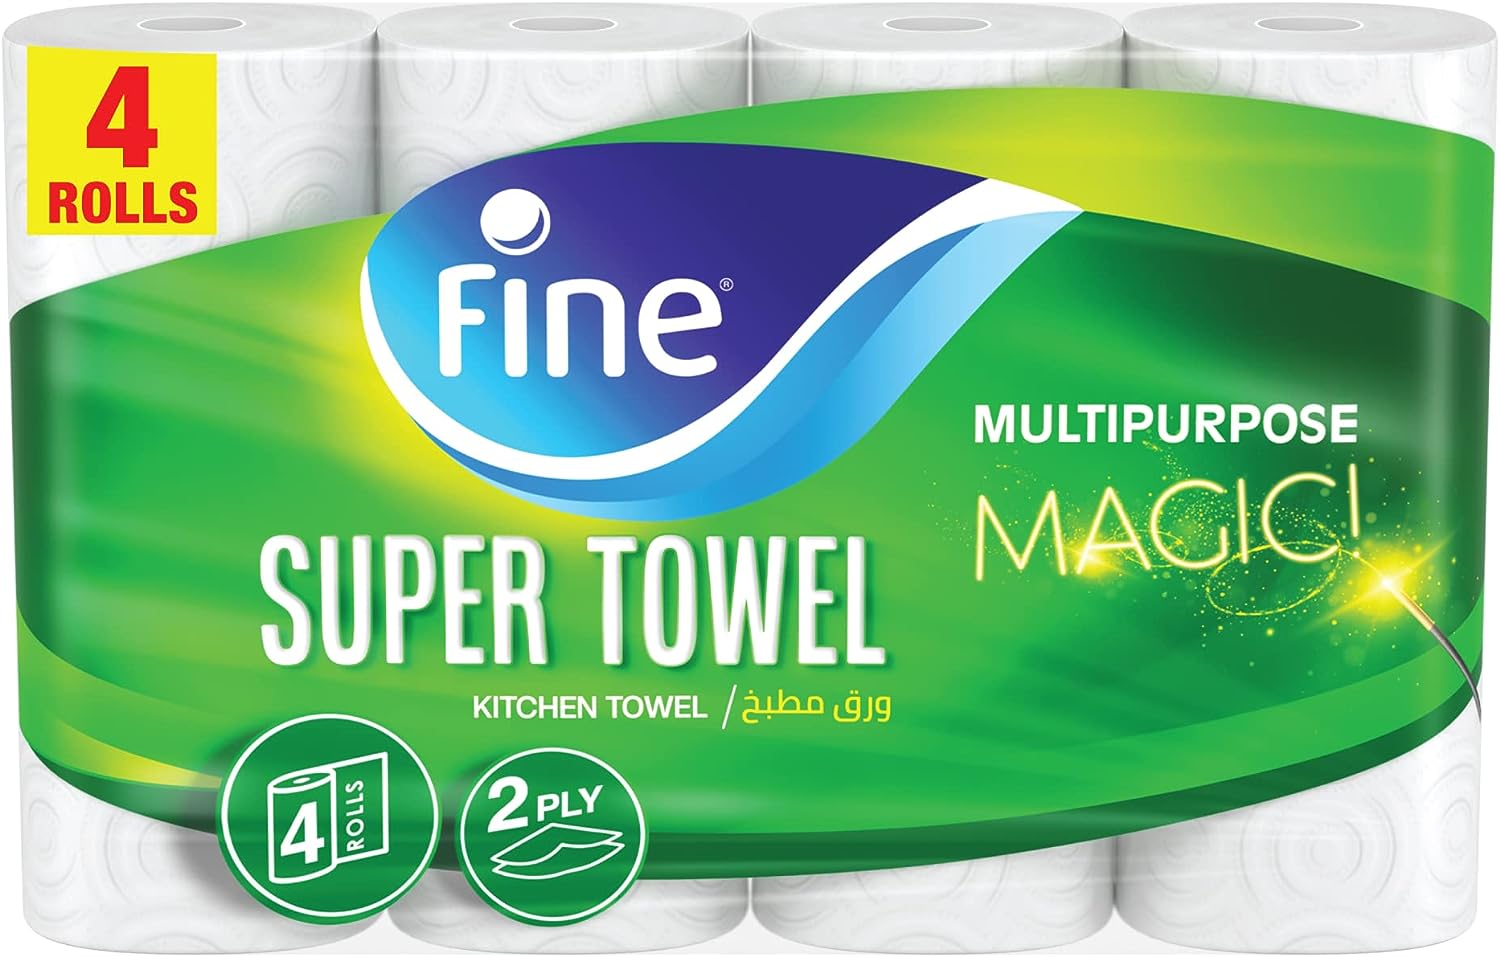 4
ROLLS
fine®
MULTIPURPOSE
MAGIC!
SUPER TOWEL
KITCHEN TOWEL / ورق مطبخ
4 ROLLS
2 PLY